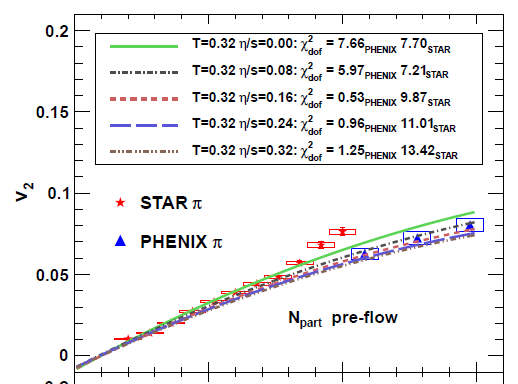 0.2
T=0.32 η/s=0.00: χ²dof = 7.66PHENIX 7.70STAR
T=0.32 η/s=0.08: χ²dof = 5.97PHENIX 7.21STAR
T=0.32 η/s=0.16: χ²dof = 0.53PHENIX 9.87STAR
T=0.32 η/s=0.24: χ²dof = 0.96PHENIX 11.01STAR
T=0.32 η/s=0.32: χ²dof = 1.25PHENIX 13.42STAR
0.15
v2
0.1
STAR π
PHENIX π
0.05
Npart pre-flow
0